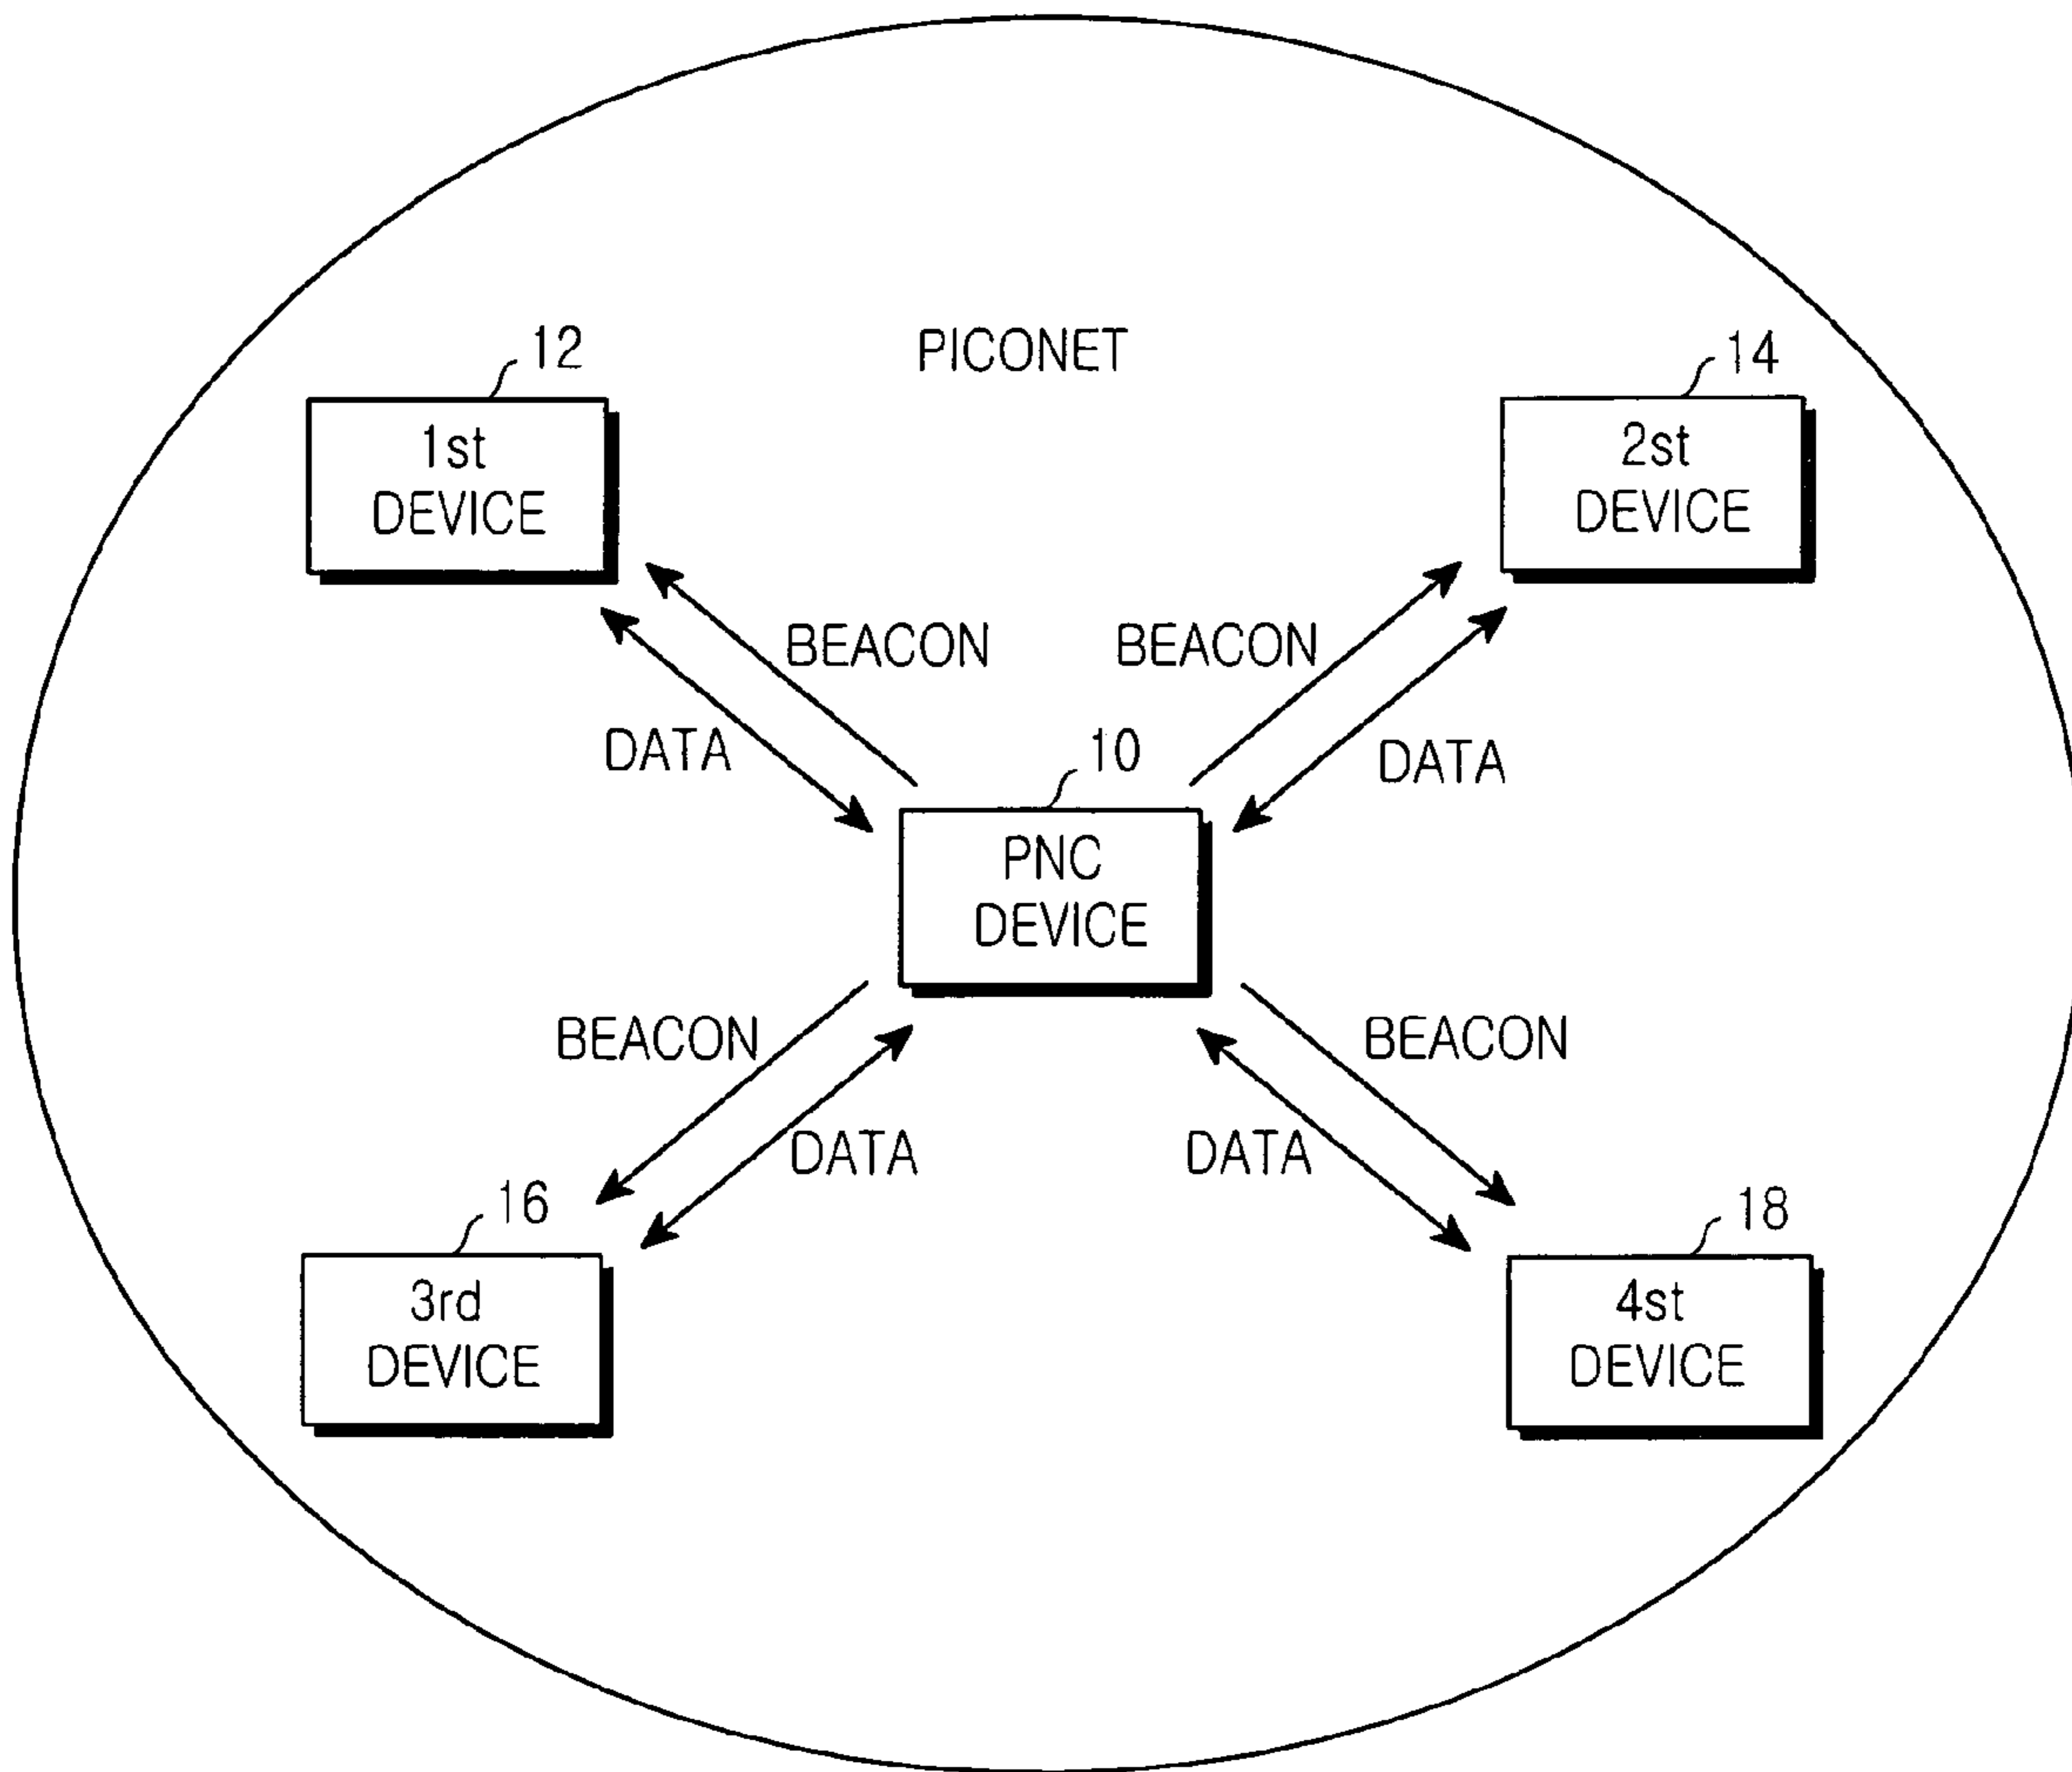 PICONET
12
1st
DEVICE
14
2st
DEVICE
BEACON
BEACON
DATA
DATA
10
PNC
DEVICE
BEACON
BEACON
DATA
DATA
16
3rd
DEVICE
18
4st
DEVICE